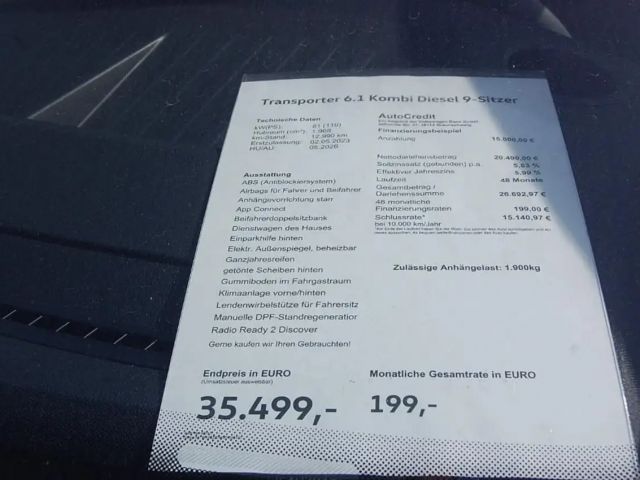 Transporter 6.1 Kombi Diesel 9-Sitzer
Technische Daten
kW(PS): 81 (110)
Hubraum (cm³): 1.968
km-Stand: 12.990 km
Erstzulassung: 02.05.2023
HU/AU: 05.2026
Ausstattung
ABS (Antiblockiersystem)
Airbags für Fahrer und Beifahrer
Anhängevorrichtung starr
App Connect
Beifahrerdoppelsitzbank
Dienstwagen des Hauses
Einparkhilfe hinten
Elektr. Außenspiegel, beheizbar
Ganzjahresreifen
getönte Scheiben hinten
Gummiboden im Fahrgastraum
Klimaanlage vorne/hinten
Lendenwirbelstütze für Fahrersitz
Manuelle DPF-Standregeneration
Radio Ready 2 Discover
Gerne kaufen wir Ihren Gebrauchten!
AutoCredit
Finanzierungsbeispiel
Anzahlung 15.000,00 €
Nettodarlehensbetrag 20.499,00 €
Sollzinssatz (gebunden) p.a. 5,83 %
Effektiver Jahreszins 5,99 %
Laufzeit 48 Monate
Gesamtbetrag /
Darlehenssumme 26.692,97 €
48 monatliche
Finanzierungsraten 199,00 €
Schlussrate* 15.140,97 €
bei 10.000 km/Jahr
Zulässige Anhängelast: 1.900kg
Endpreis in EURO
(Umsatzsteuer ausweisbar)
35.499,-
Monatliche Gesamtrate in EURO
199,-